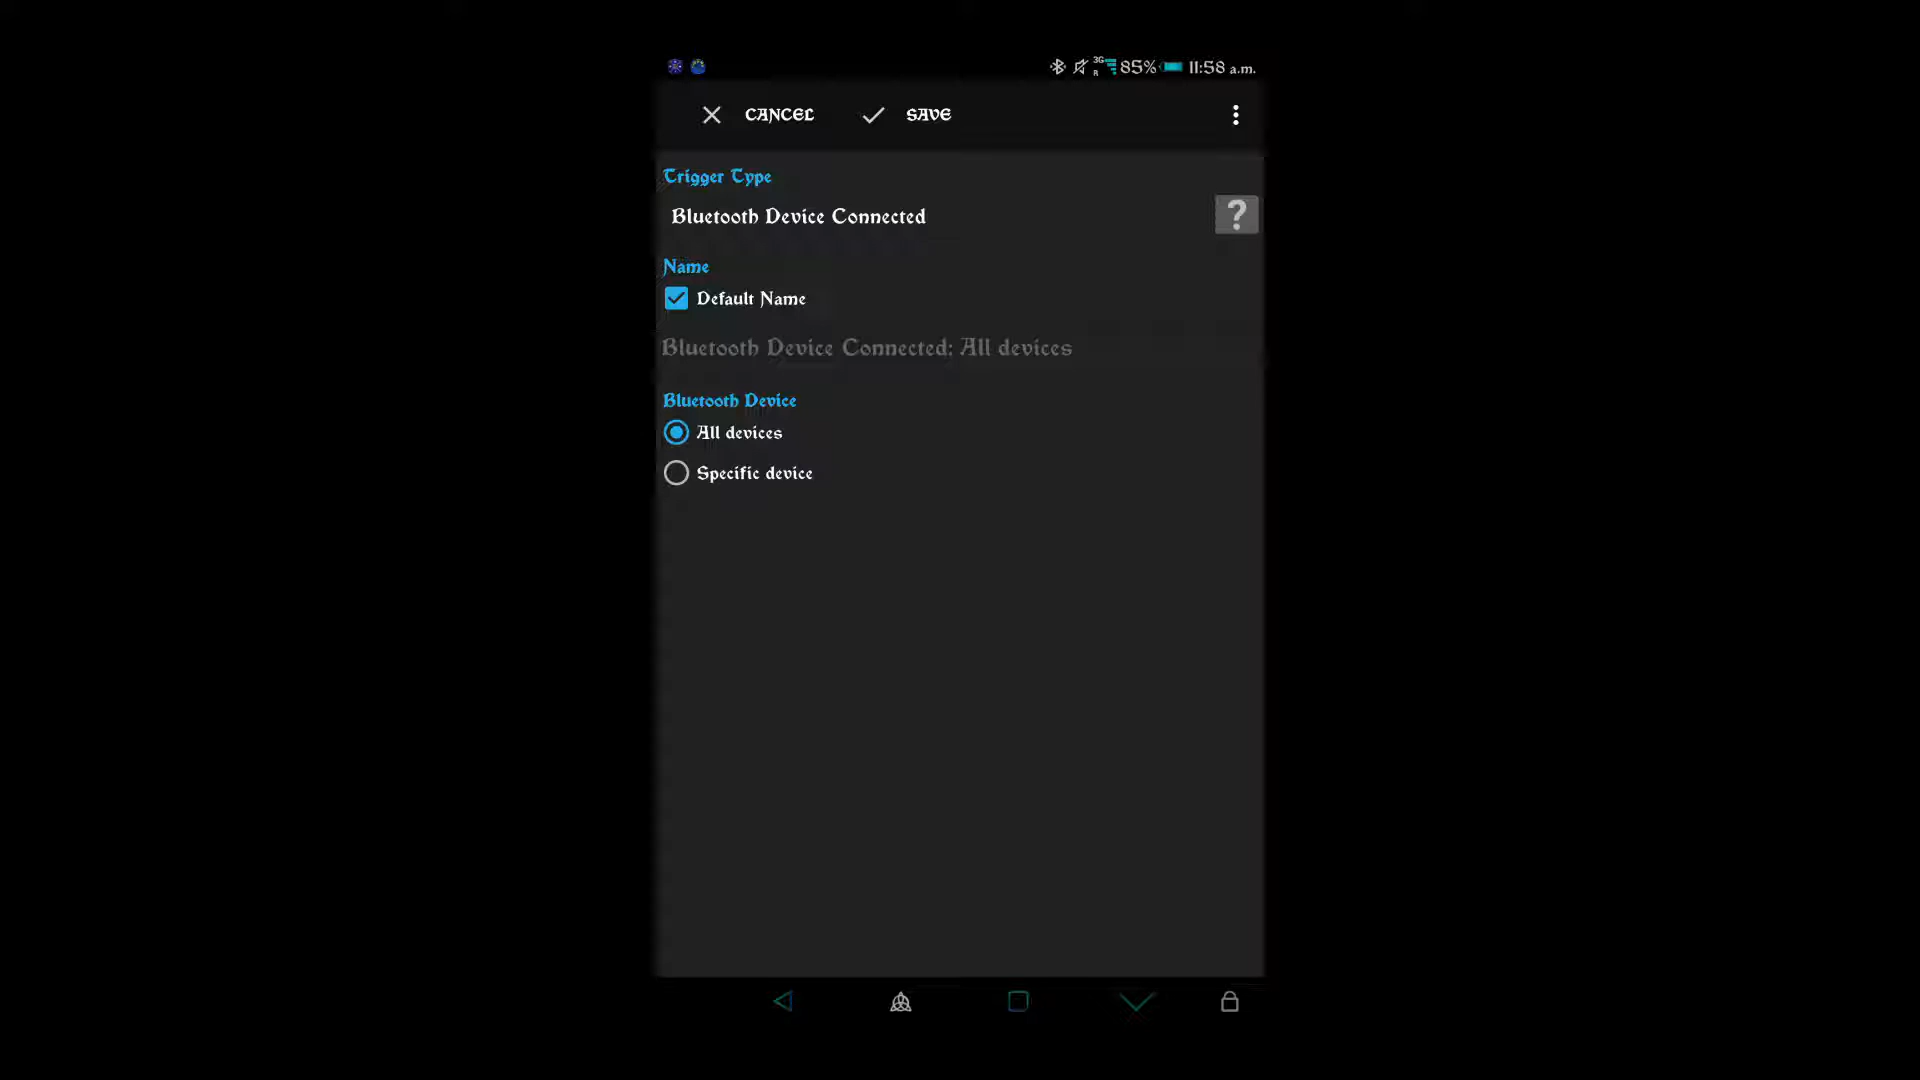 3G R 85% 11:58 a.m.
CANCEL SAVE
Trigger Type
Bluetooth Device Connected
?
Name
Default Name
Bluetooth Device Connected: All devices
Bluetooth Device
All devices
Specific device